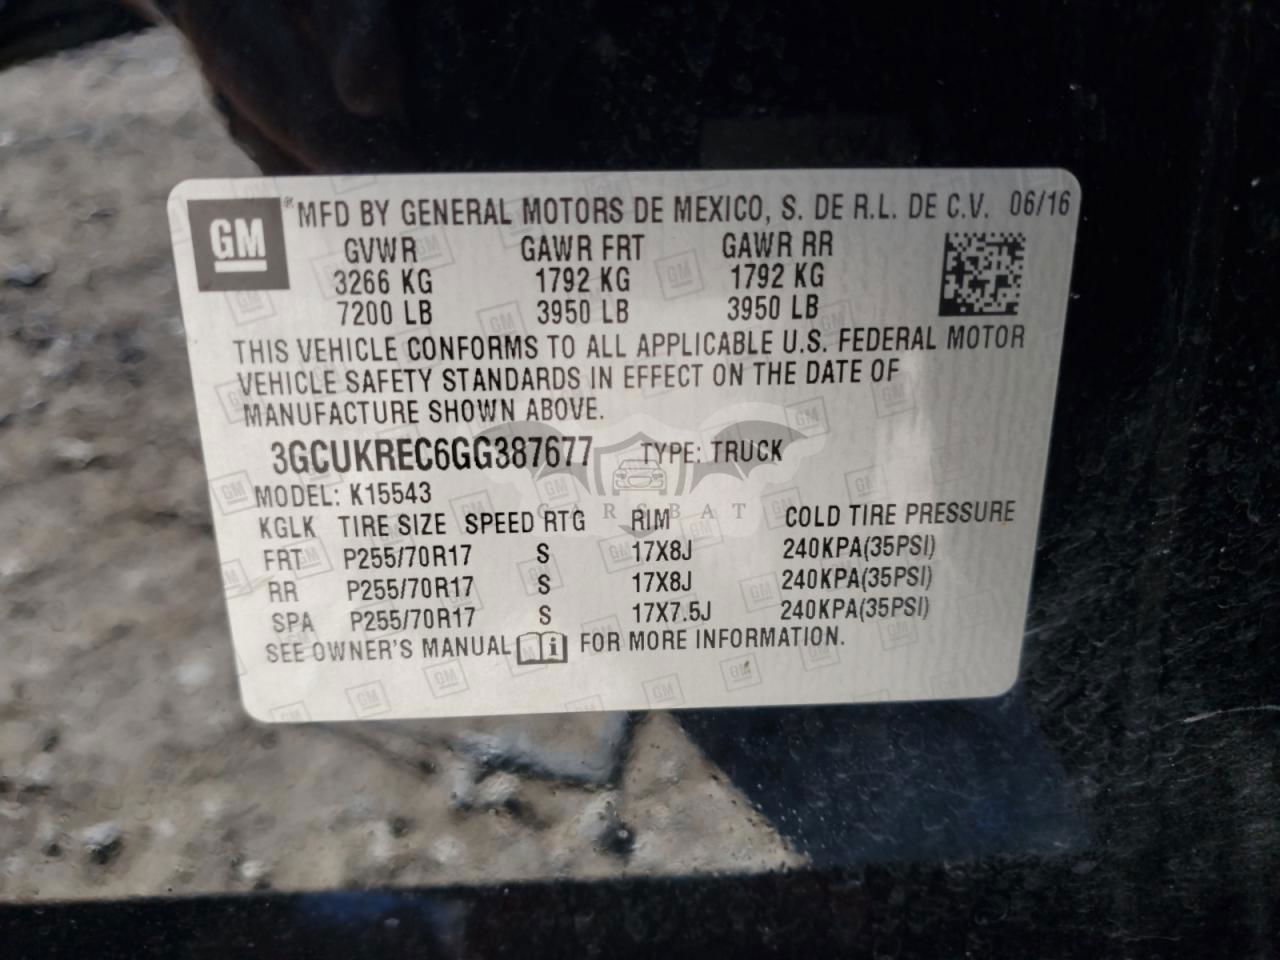 GM ® MFD BY GENERAL MOTORS DE MEXICO, S. DE R.L. DE C.V. 06/16
GVWR GAWR FRT GAWR RR
3266 KG 1792 KG 1792 KG
7200 LB 3950 LB 3950 LB
THIS VEHICLE CONFORMS TO ALL APPLICABLE U.S. FEDERAL MOTOR
VEHICLE SAFETY STANDARDS IN EFFECT ON THE DATE OF
MANUFACTURE SHOWN ABOVE.
3GCUKREC6GG387677 TYPE: TRUCK
MODEL: K15543
KGLK TIRE SIZE SPEED RTG RIM COLD TIRE PRESSURE
FRT P255/70R17 S 17X8J 240KPA(35PSI)
RR P255/70R17 S 17X8J 240KPA(35PSI)
SPA P255/70R17 S 17X7.5J 240KPA(35PSI)
SEE OWNER'S MANUAL i FOR MORE INFORMATION.